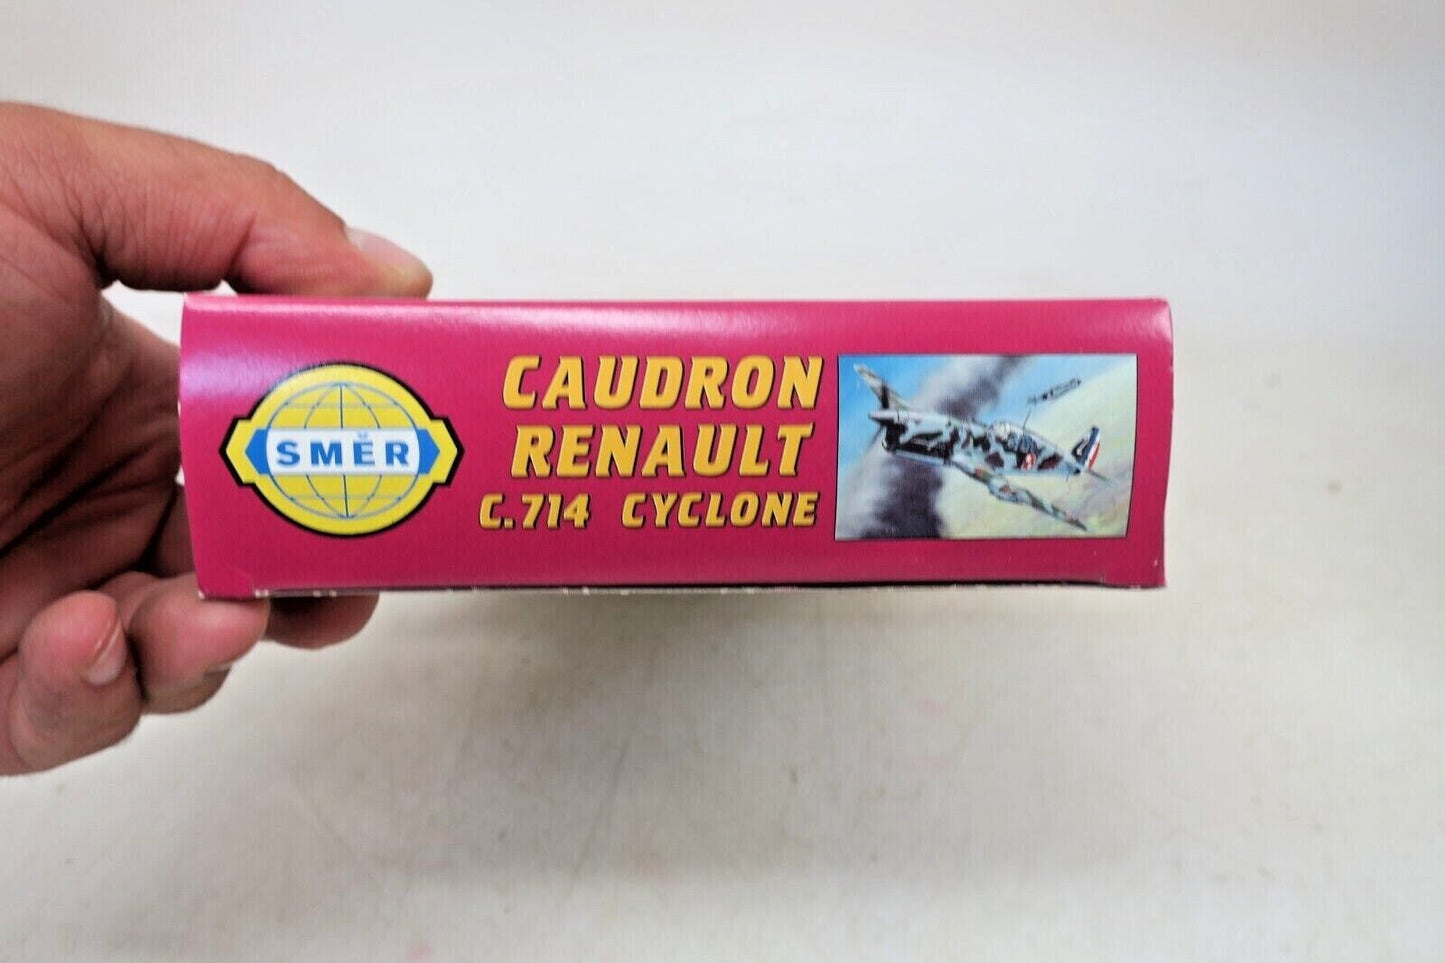 SMĚR
CAUDRON
RENAULT
C.714 CYCLONE